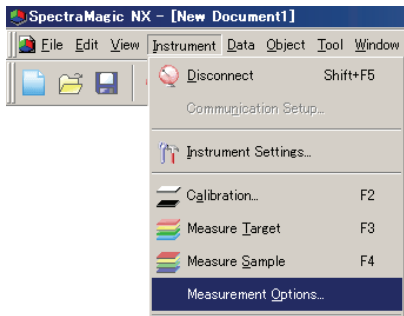 SpectraMagic NX - [New Document1]
File Edit View Instrument Data Object Tool Window
Disconnect Shift+F5
Communication Setup...
Instrument Settings...
Calibration... F2
Measure Target F3
Measure Sample F4
Measurement Options...